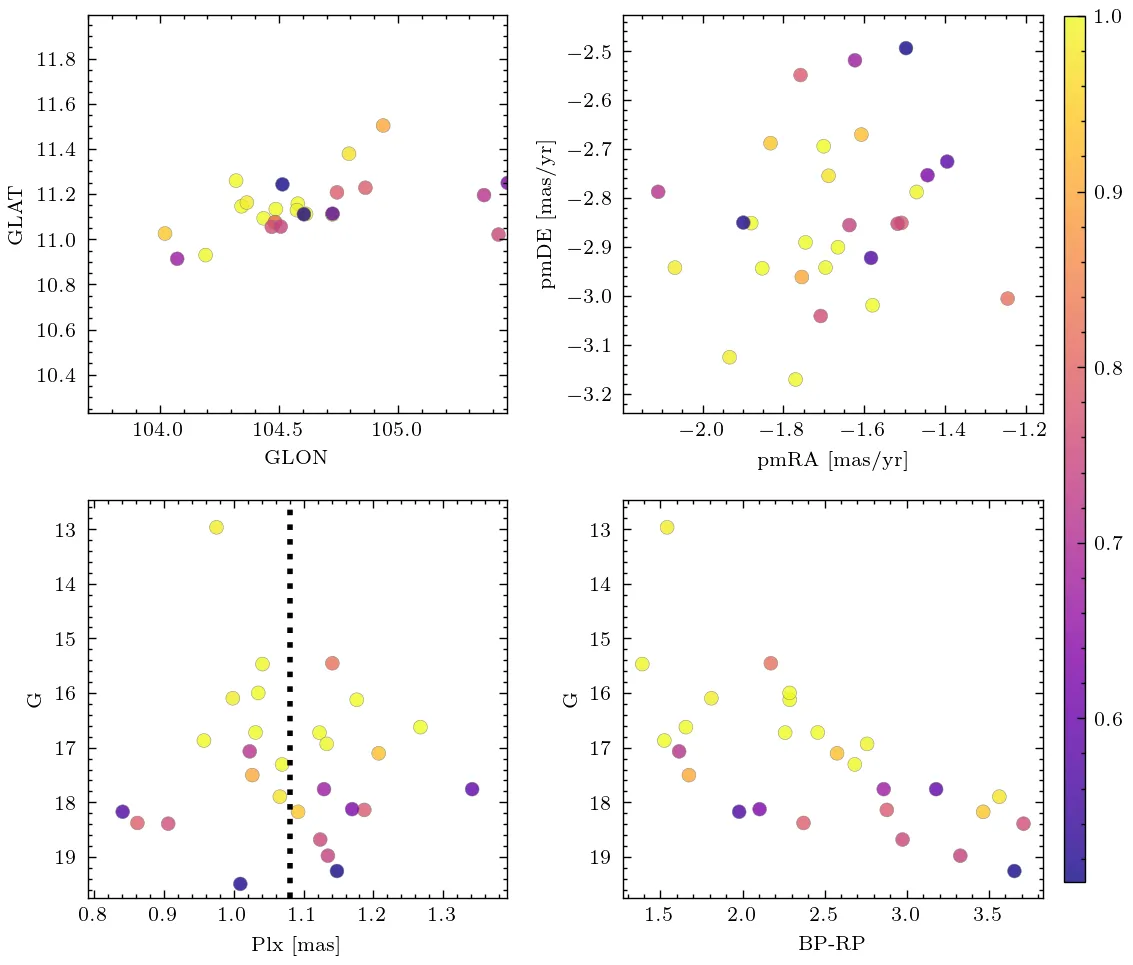 11.8
11.6
11.4
11.2
11.0
10.8
10.6
10.4
GLAT
104.0 104.5 105.0
GLON
−2.5
−2.6
−2.7
−2.8
−2.9
−3.0
−3.1
−3.2
pmDE [mas/yr]
−2.0 −1.8 −1.6 −1.4 −1.2
pmRA [mas/yr]
1.0
0.9
0.8
0.7
0.6
13
14
15
16
17
18
19
G
0.8 0.9 1.0 1.1 1.2 1.3
Plx [mas]
13
14
15
16
17
18
19
G
1.5 2.0 2.5 3.0 3.5
BP-RP